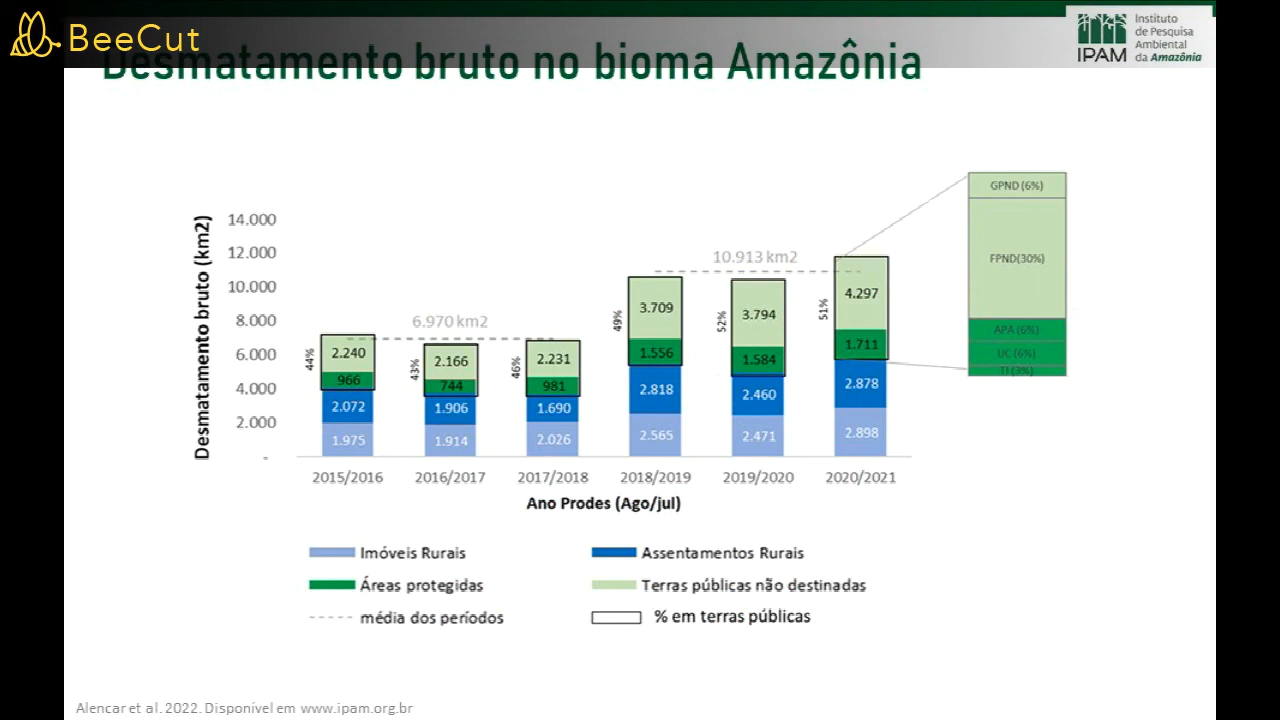 BeeCut
Desmatamento bruto no bioma Amazônia
IPAM
Instituto
de Pesquisa
Ambiental
da Amazônia
Desmatamento bruto (km2)
14.000
12.000
10.000
8.000
6.000
4.000
2.000
-
6.970 km2
10.913 km2
44%
2.240
966
2.072
1.975
43%
2.166
744
1.906
1.914
46%
2.231
981
1.690
2.026
49%
3.709
1.556
2.818
2.565
52%
3.794
1.584
2.460
2.471
51%
4.297
1.711
2.878
2.898
GPND (6%)
FPND(30%)
APA (6%)
UC (6%)
TI (3%)
2015/2016 2016/2017 2017/2018 2018/2019 2019/2020 2020/2021
Ano Prodes (Ago/jul)
Imóveis Rurais
Assentamentos Rurais
Áreas protegidas
Terras públicas não destinadas
média dos períodos
% em terras públicas
Alencar et al. 2022. Disponível em www.ipam.org.br